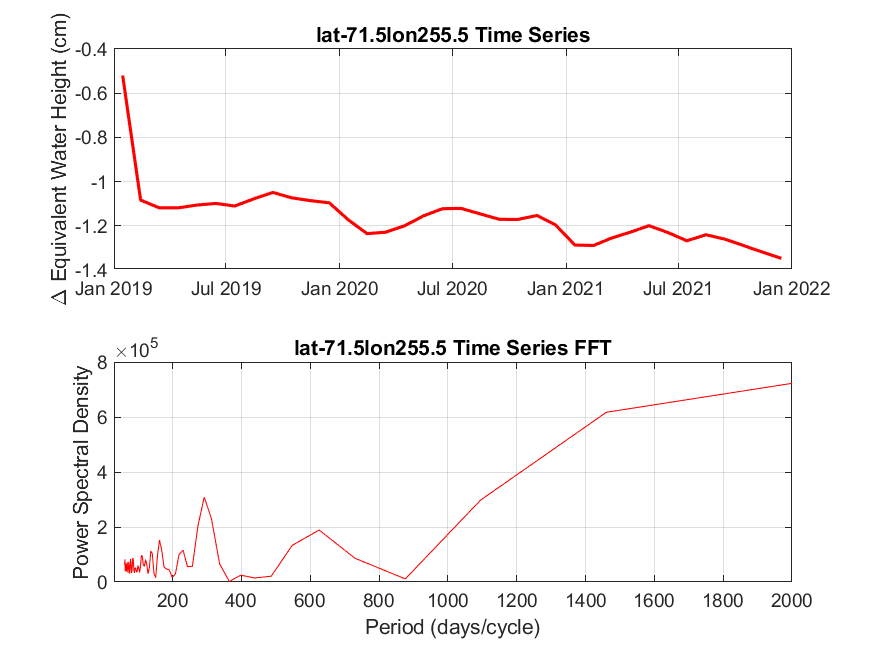 lat-71.5lon255.5 Time Series
Δ Equivalent Water Height (cm)
-0.4
-0.6
-0.8
-1
-1.2
-1.4
Jan 2019 Jul 2019 Jan 2020 Jul 2020 Jan 2021 Jul 2021 Jan 2022
lat-71.5lon255.5 Time Series FFT
×10⁵
Power Spectral Density
8
6
4
2
0
200 400 600 800 1000 1200 1400 1600 1800 2000
Period (days/cycle)